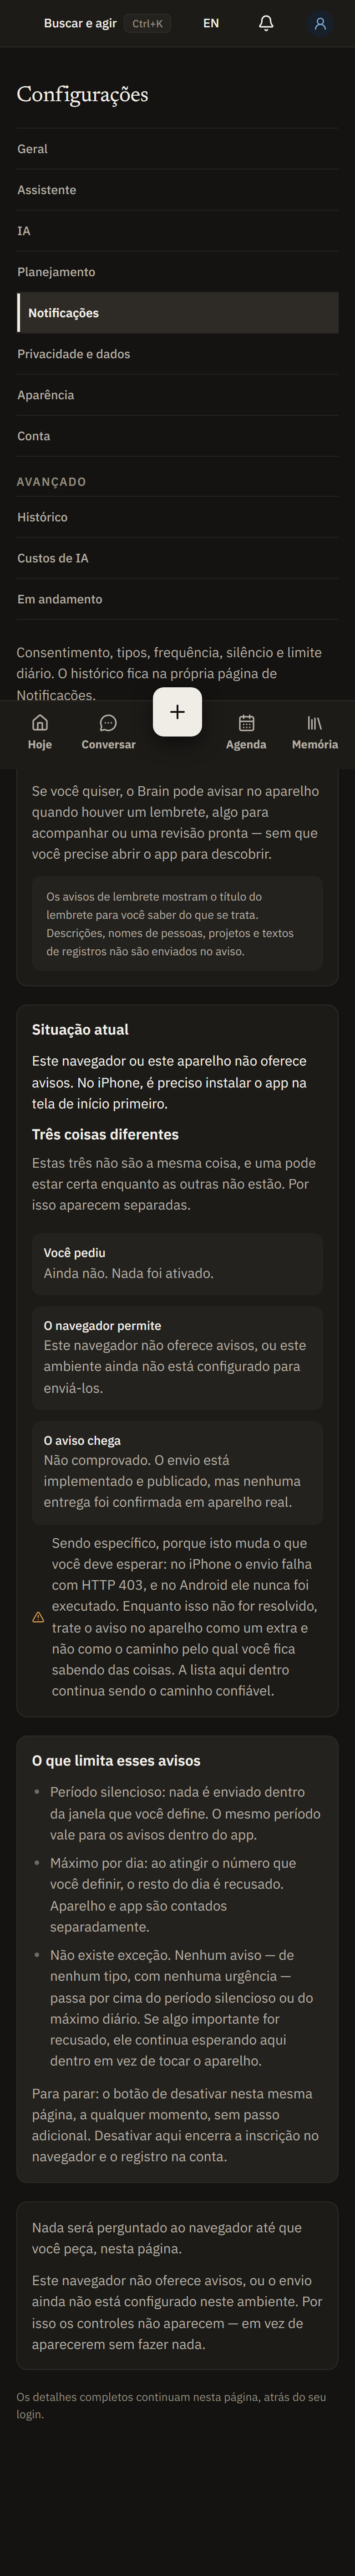 Buscar e agir Ctrl+K EN
Configurações
Geral
Assistente
IA
Planejamento
Notificações
Privacidade e dados
Aparência
Conta
AVANÇADO
Histórico
Custos de IA
Em andamento
Consentimento, tipos, frequência, silêncio e limite
diário. O histórico fica na própria página de
Notificações.
Hoje
Conversar
Agenda
Memória
Se você quiser, o Brain pode avisar no aparelho
quando houver um lembrete, algo para
acompanhar ou uma revisão pronta — sem que
você precise abrir o app para descobrir.
Os avisos de lembrete mostram o título do
lembrete para você saber do que se trata.
Descrições, nomes de pessoas, projetos e textos
de registros não são enviados no aviso.
Situação atual
Este navegador ou este aparelho não oferece
avisos. No iPhone, é preciso instalar o app na
tela de início primeiro.
Três coisas diferentes
Estas três não são a mesma coisa, e uma pode
estar certa enquanto as outras não estão. Por
isso aparecem separadas.
Você pediu
Ainda não. Nada foi ativado.
O navegador permite
Este navegador não oferece avisos, ou este
ambiente ainda não está configurado para
enviá-los.
O aviso chega
Não comprovado. O envio está
implementado e publicado, mas nenhuma
entrega foi confirmada em aparelho real.
Sendo específico, porque isto muda o que
você deve esperar: no iPhone o envio falha
com HTTP 403, e no Android ele nunca foi
executado. Enquanto isso não for resolvido,
trate o aviso no aparelho como um extra e
não como o caminho pelo qual você fica
sabendo das coisas. A lista aqui dentro
continua sendo o caminho confiável.
O que limita esses avisos
Período silencioso: nada é enviado dentro
da janela que você define. O mesmo período
vale para os avisos dentro do app.
Máximo por dia: ao atingir o número que
você definir, o resto do dia é recusado.
Aparelho e app são contados
separadamente.
Não existe exceção. Nenhum aviso — de
nenhum tipo, com nenhuma urgência —
passa por cima do período silencioso ou do
máximo diário. Se algo importante for
recusado, ele continua esperando aqui
dentro em vez de tocar o aparelho.
Para parar: o botão de desativar nesta mesma
página, a qualquer momento, sem passo
adicional. Desativar aqui encerra a inscrição no
navegador e o registro na conta.
Nada será perguntado ao navegador até que
você peça, nesta página.
Este navegador não oferece avisos, ou o envio
ainda não está configurado neste ambiente. Por
isso os controles não aparecem — em vez de
aparecerem sem fazer nada.
Os detalhes completos continuam nesta página, atrás do seu
login.